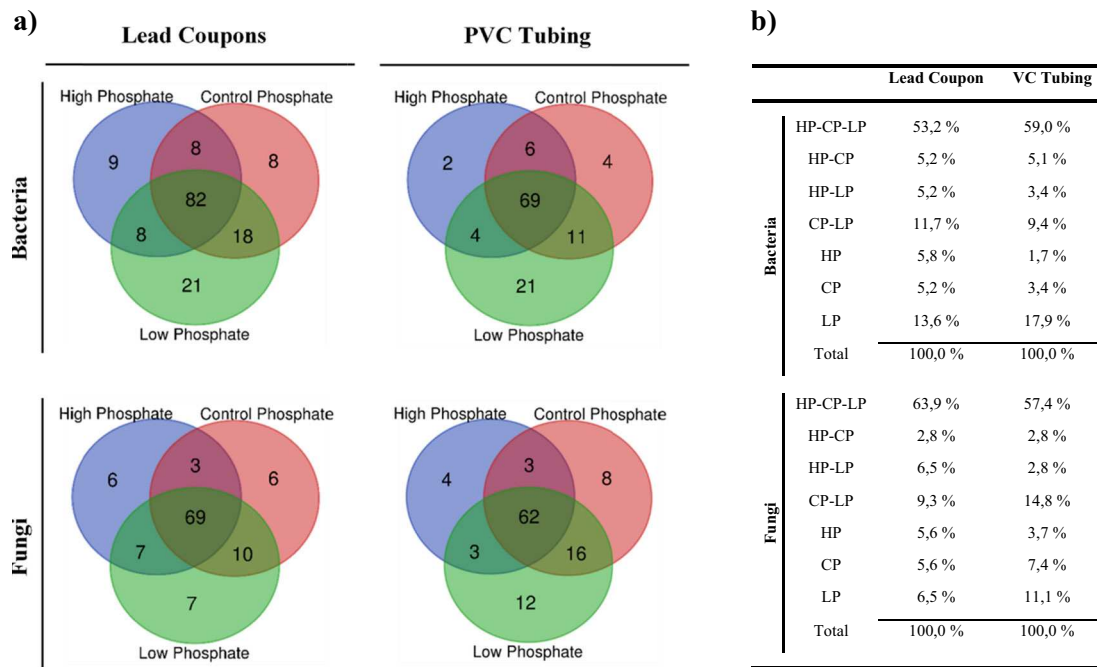 a)
Lead Coupons
PVC Tubing
Bacteria
High Phosphate
Control Phosphate
9
8
8
82
8
18
21
Low Phosphate
High Phosphate
Control Phosphate
2
6
4
69
4
11
21
Low Phosphate
Fungi
High Phosphate
Control Phosphate
6
3
6
69
7
10
7
Low Phosphate
High Phosphate
Control Phosphate
4
3
8
62
3
16
12
Low Phosphate
b)
Lead Coupon VC Tubing
Bacteria
HP-CP-LP 53,2 % 59,0 %
HP-CP 5,2 % 5,1 %
HP-LP 5,2 % 3,4 %
CP-LP 11,7 % 9,4 %
HP 5,8 % 1,7 %
CP 5,2 % 3,4 %
LP 13,6 % 17,9 %
Total 100,0 % 100,0 %
Fungi
HP-CP-LP 63,9 % 57,4 %
HP-CP 2,8 % 2,8 %
HP-LP 6,5 % 2,8 %
CP-LP 9,3 % 14,8 %
HP 5,6 % 3,7 %
CP 5,6 % 7,4 %
LP 6,5 % 11,1 %
Total 100,0 % 100,0 %